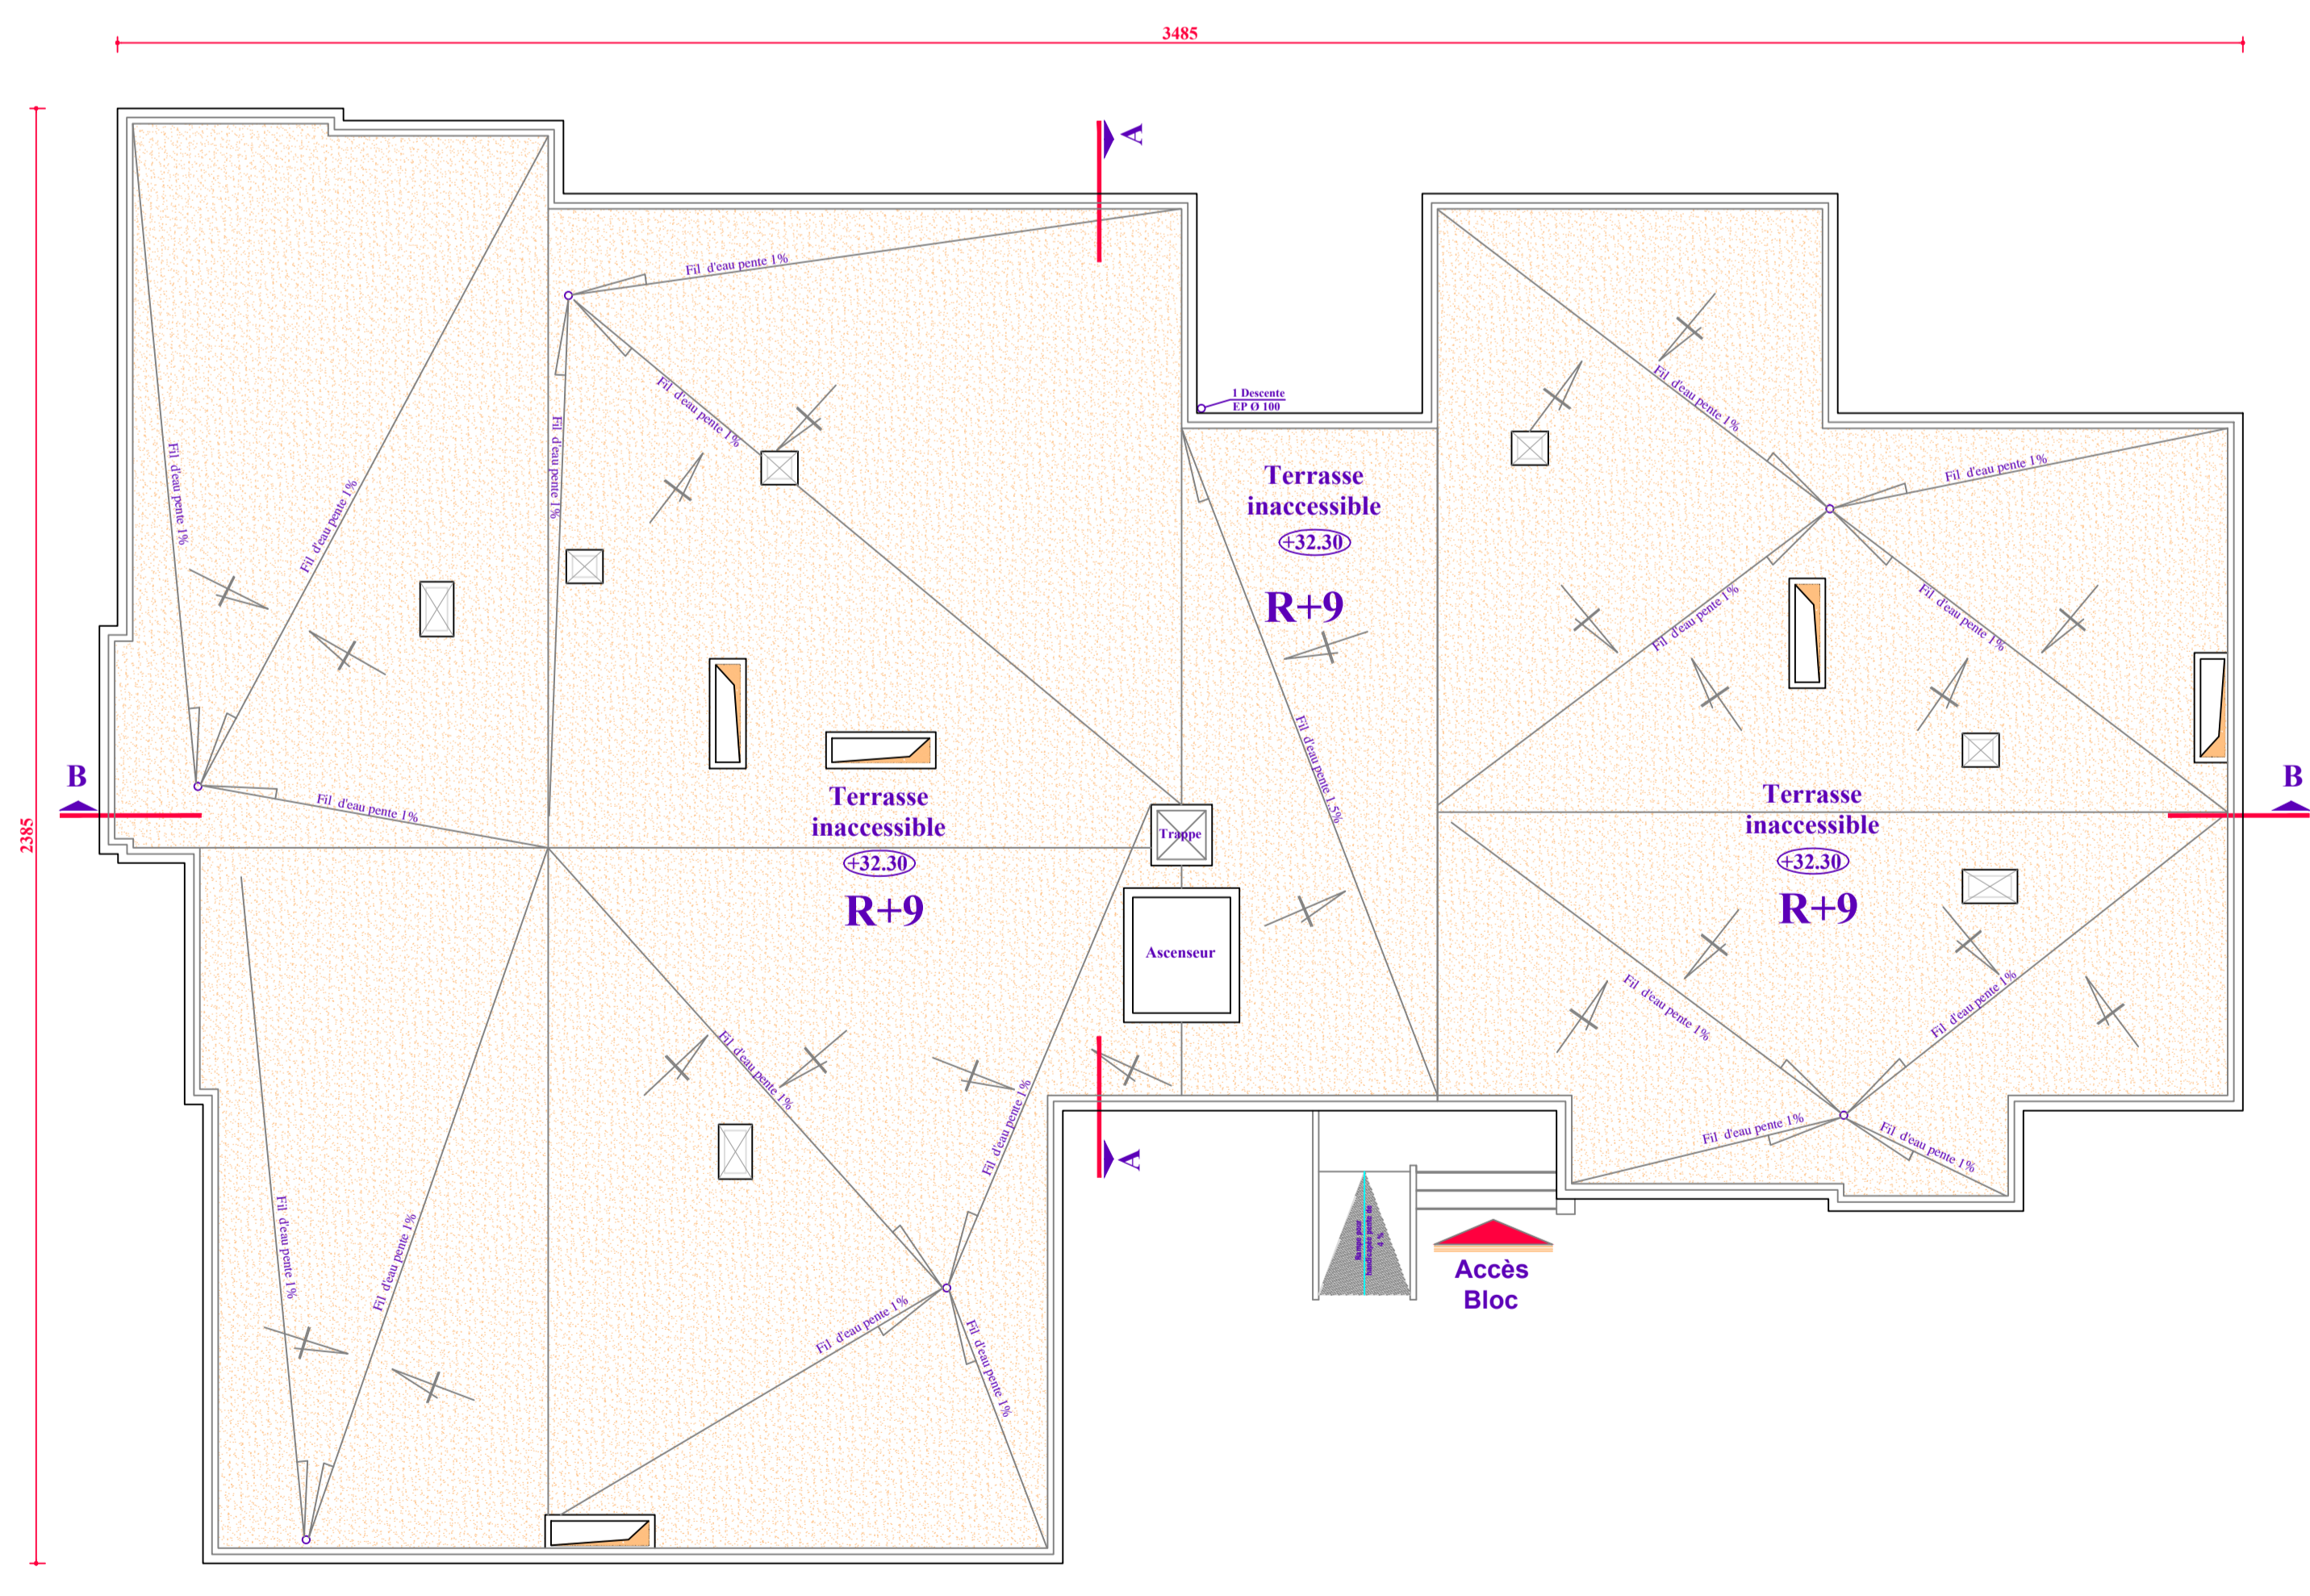 3485
2385
A
Fil d'eau pente 1%
Fil d'eau pente 1%
Fil d'eau pente 1%
Fil d'eau pente 1%
Fil d'eau pente 1%
1 Descente
EP Ø 100
Fil d'eau pente 1%
Fil d'eau pente 1%
Terrasse
inaccessible
+32.30
R+9
Fil d'eau pente 1%
Fil d'eau pente 1%
Fil d'eau pente 1.5%
B
Fil d'eau pente 1%
Terrasse
inaccessible
+32.30
R+9
Trappe
Ascenseur
Terrasse
inaccessible
+32.30
R+9
B
Fil d'eau pente 1%
Fil d'eau pente 1%
Fil d'eau pente 1%
Fil d'eau pente 1%
Fil d'eau pente 1%
Fil d'eau pente 1%
A
Fil d'eau pente 1%
Fil d'eau pente 1%
Fil d'eau pente 1%
Fil d'eau pente 1%
Rampe pour
handicapée pente de
4 %
Accès
Bloc